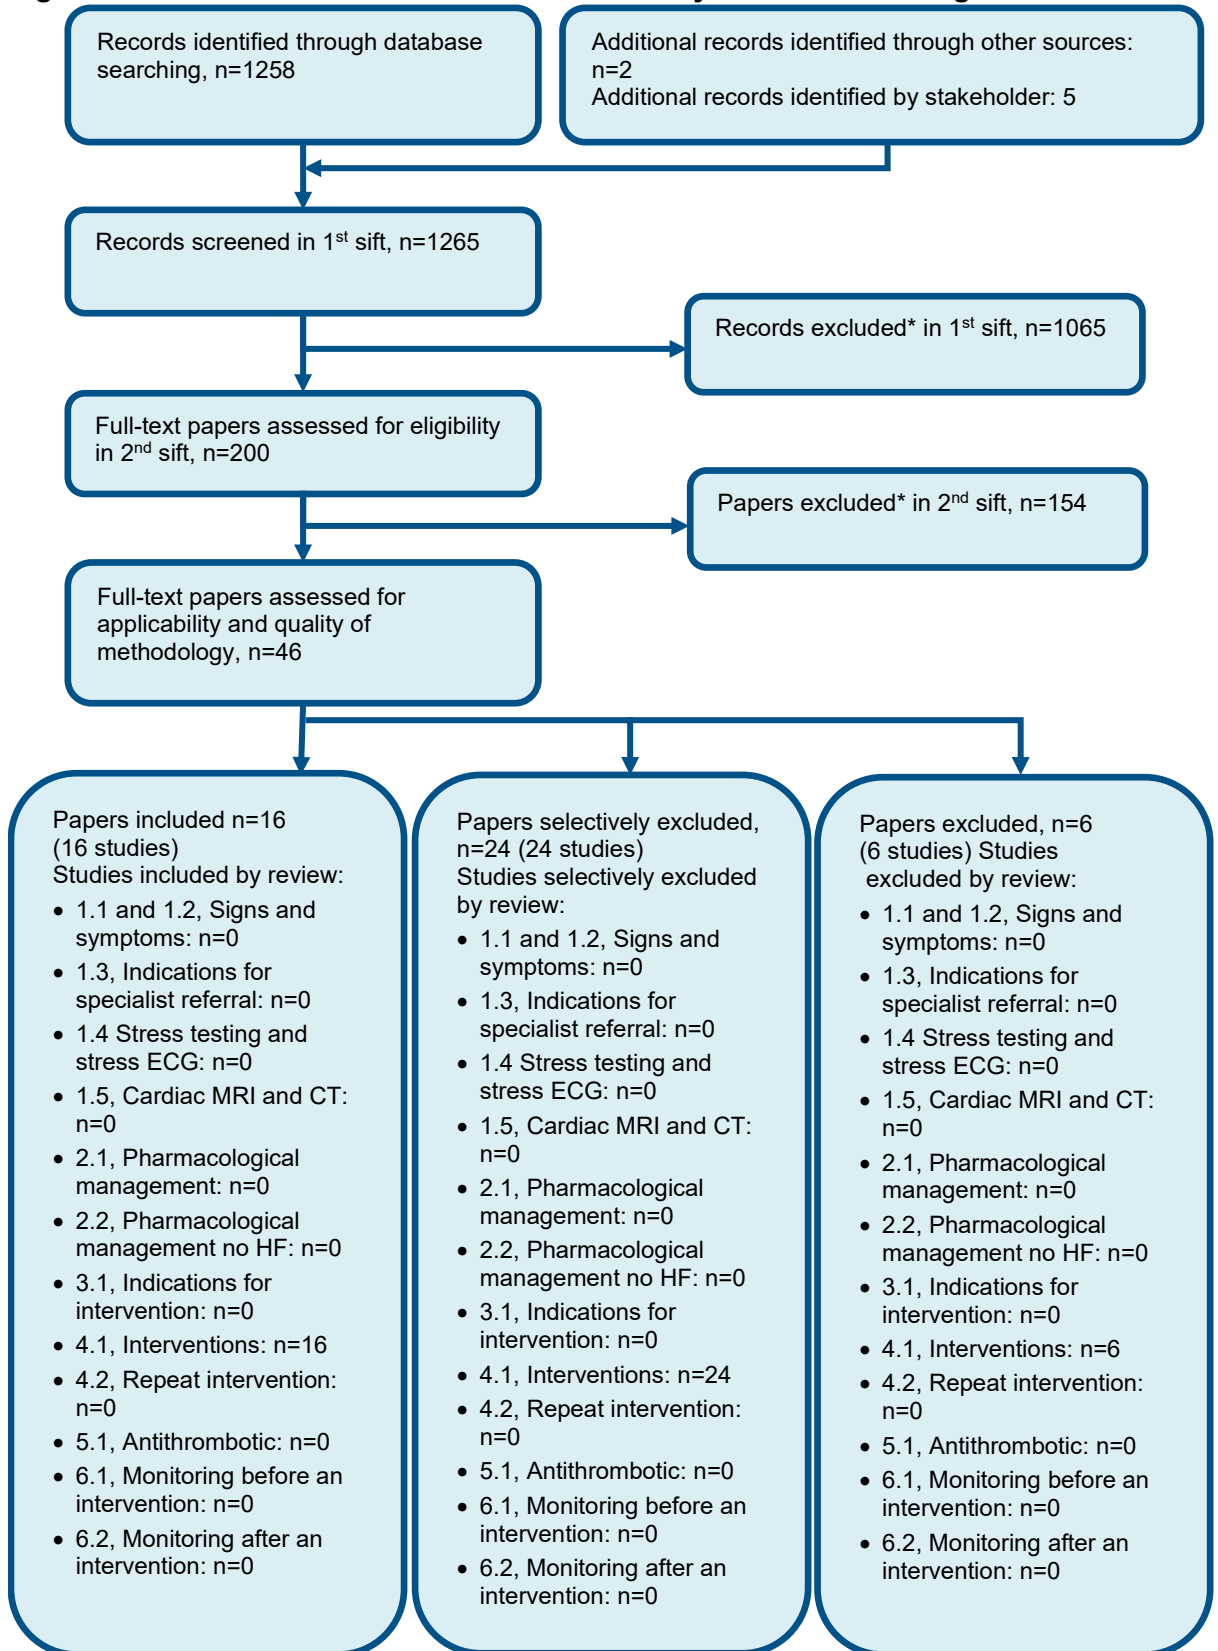 Records identified through database
searching, n=1258
Additional records identified through other sources:
n=2
Additional records identified by stakeholder: 5
Records screened in 1st sift, n=1265
Records excluded* in 1st sift, n=1065
Full-text papers assessed for eligibility
in 2nd sift, n=200
Papers excluded* in 2nd sift, n=154
Full-text papers assessed for
applicability and quality of
methodology, n=46
Papers included n=16
(16 studies)
Studies included by review:
• 1.1 and 1.2, Signs and
symptoms: n=0
• 1.3, Indications for
specialist referral: n=0
• 1.4 Stress testing and
stress ECG: n=0
• 1.5, Cardiac MRI and CT:
n=0
• 2.1, Pharmacological
management: n=0
• 2.2, Pharmacological
management no HF: n=0
• 3.1, Indications for
intervention: n=0
• 4.1, Interventions: n=16
• 4.2, Repeat intervention:
n=0
• 5.1, Antithrombotic: n=0
• 6.1, Monitoring before an
intervention: n=0
• 6.2, Monitoring after an
intervention: n=0
Papers selectively excluded,
n=24 (24 studies)
Studies selectively excluded
by review:
• 1.1 and 1.2, Signs and
symptoms: n=0
• 1.3, Indications for
specialist referral: n=0
• 1.4 Stress testing and
stress ECG: n=0
• 1.5, Cardiac MRI and CT:
n=0
• 2.1, Pharmacological
management: n=0
• 2.2, Pharmacological
management no HF: n=0
• 3.1, Indications for
intervention: n=0
• 4.1, Interventions: n=24
• 4.2, Repeat intervention:
n=0
• 5.1, Antithrombotic: n=0
• 6.1, Monitoring before an
intervention: n=0
• 6.2, Monitoring after an
intervention: n=0
Papers excluded, n=6
(6 studies) Studies
excluded by review:
• 1.1 and 1.2, Signs and
symptoms: n=0
• 1.3, Indications for
specialist referral: n=0
• 1.4 Stress testing and
stress ECG: n=0
• 1.5, Cardiac MRI and CT:
n=0
• 2.1, Pharmacological
management: n=0
• 2.2, Pharmacological
management no HF: n=0
• 3.1, Indications for
intervention: n=0
• 4.1, Interventions: n=6
• 4.2, Repeat intervention:
n=0
• 5.1, Antithrombotic: n=0
• 6.1, Monitoring before an
intervention: n=0
• 6.2, Monitoring after an
intervention: n=0